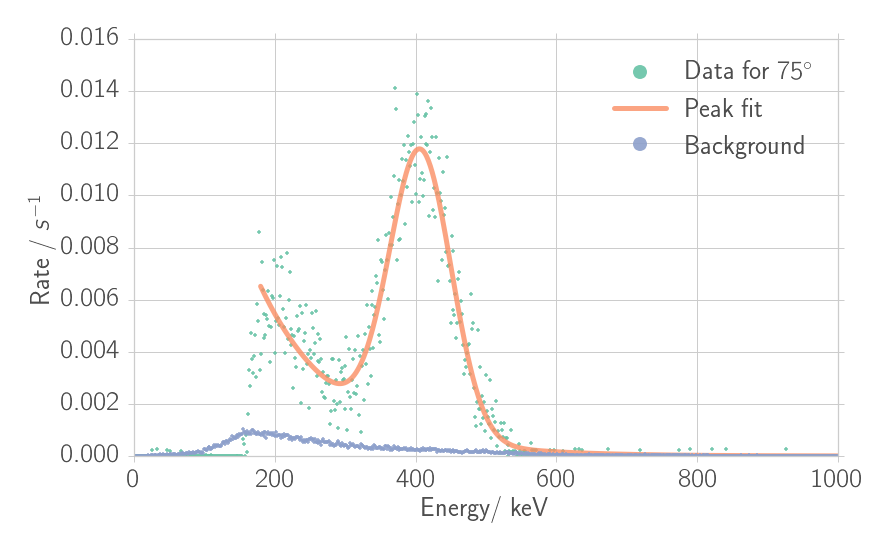 0.016
0.014
0.012
0.010
0.008
0.006
0.004
0.002
0.000
Rate / s⁻¹
Data for 75°
Peak fit
Background
0 200 400 600 800 1000
Energy/ keV